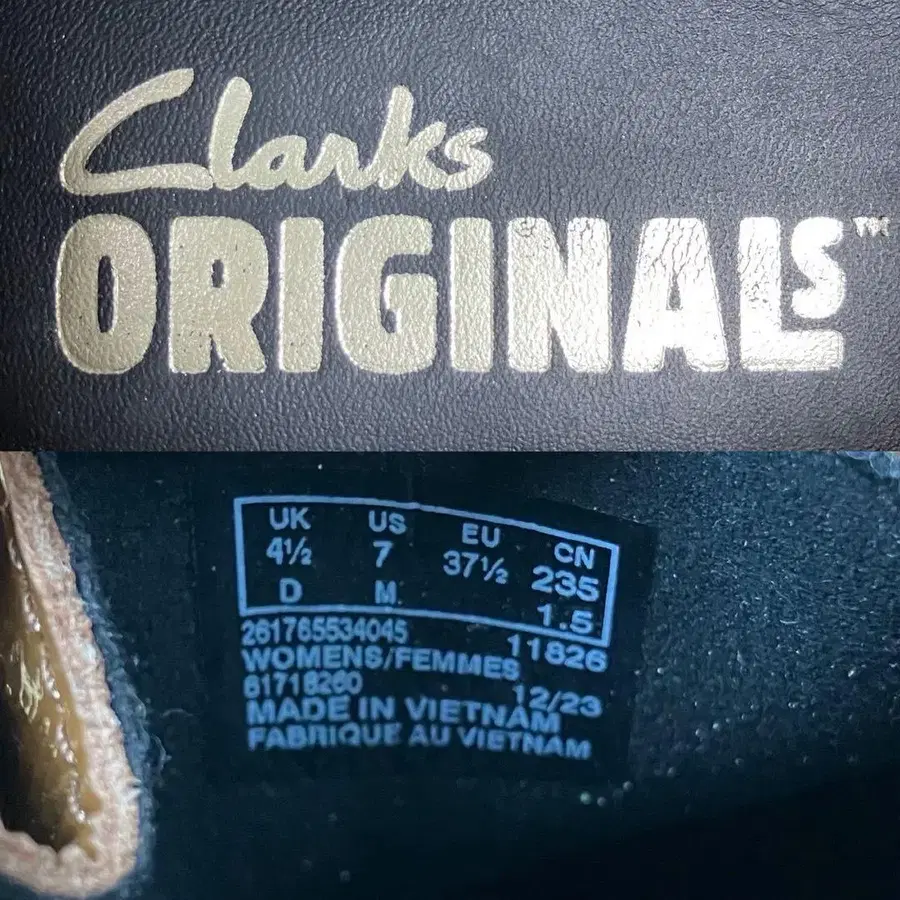 Clarks
ORIGINALS™
UK US EU CN
4½ 7 37½ 235
D M 1.5
261765534045 11826
WOMENS/FEMMES
61718260 12/23
MADE IN VIETNAM
FABRIQUE AU VIETNAM